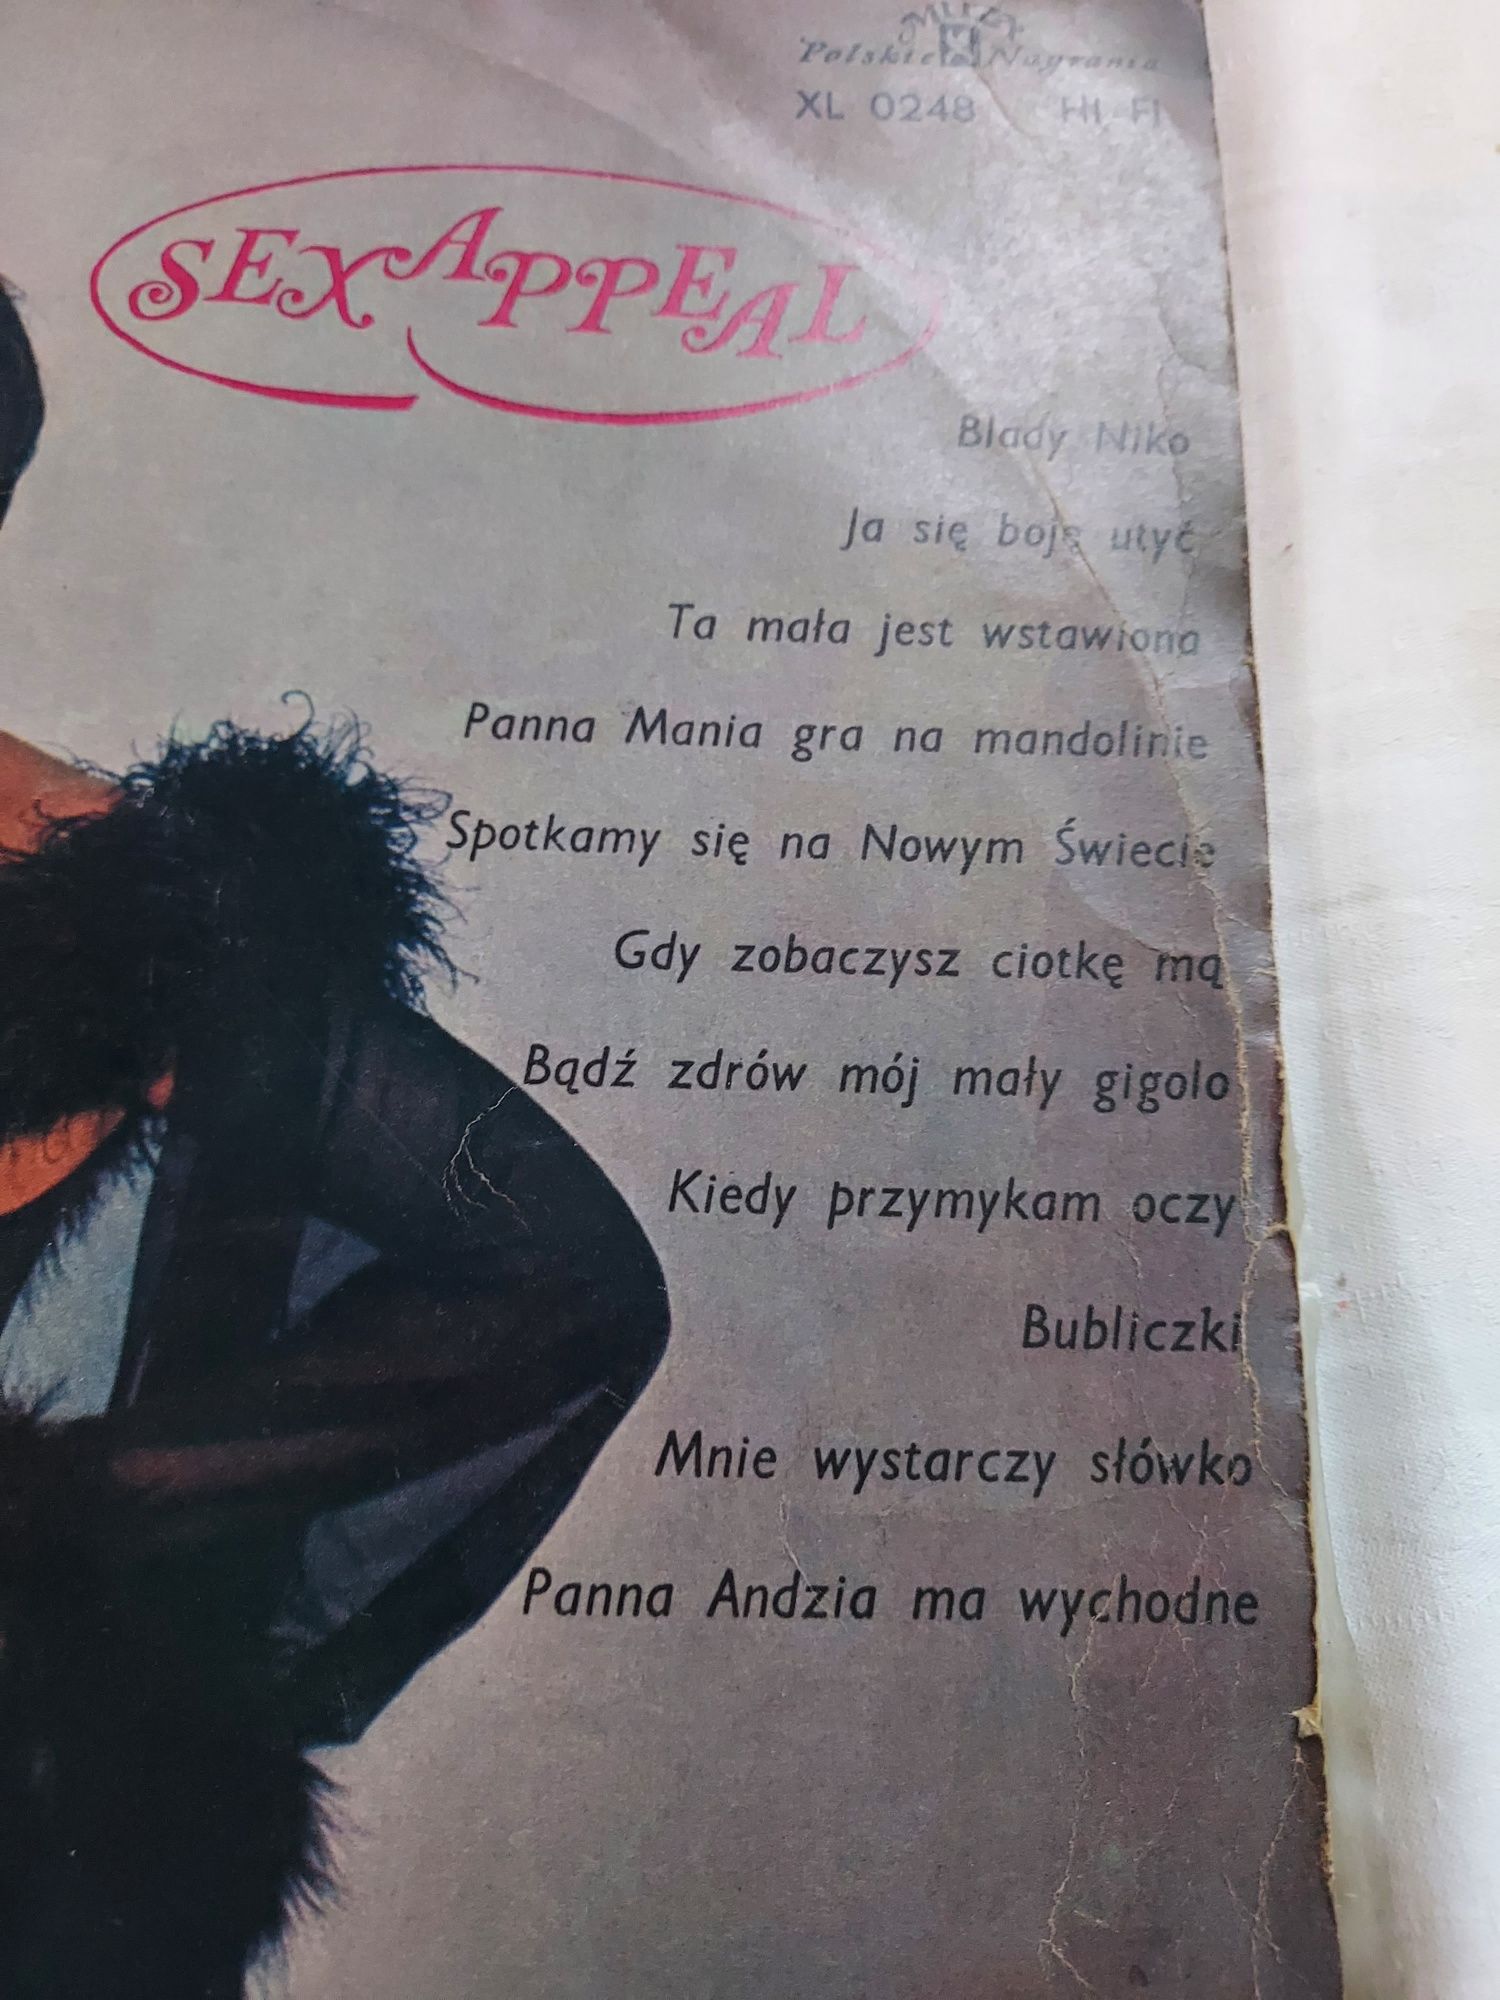 MUZA
Polskie Nagrania
XL 0248 HI-FI
SEX APPEAL
Blady Niko
Ja się boję utyć
Ta mała jest wstawiona
Panna Mania gra na mandolinie
Spotkamy się na Nowym Świecie
Gdy zobaczysz ciotkę mą
Bądź zdrów mój mały gigolo
Kiedy przymykam oczy
Bubliczki
Mnie wystarczy słówko
Panna Andzia ma wychodne